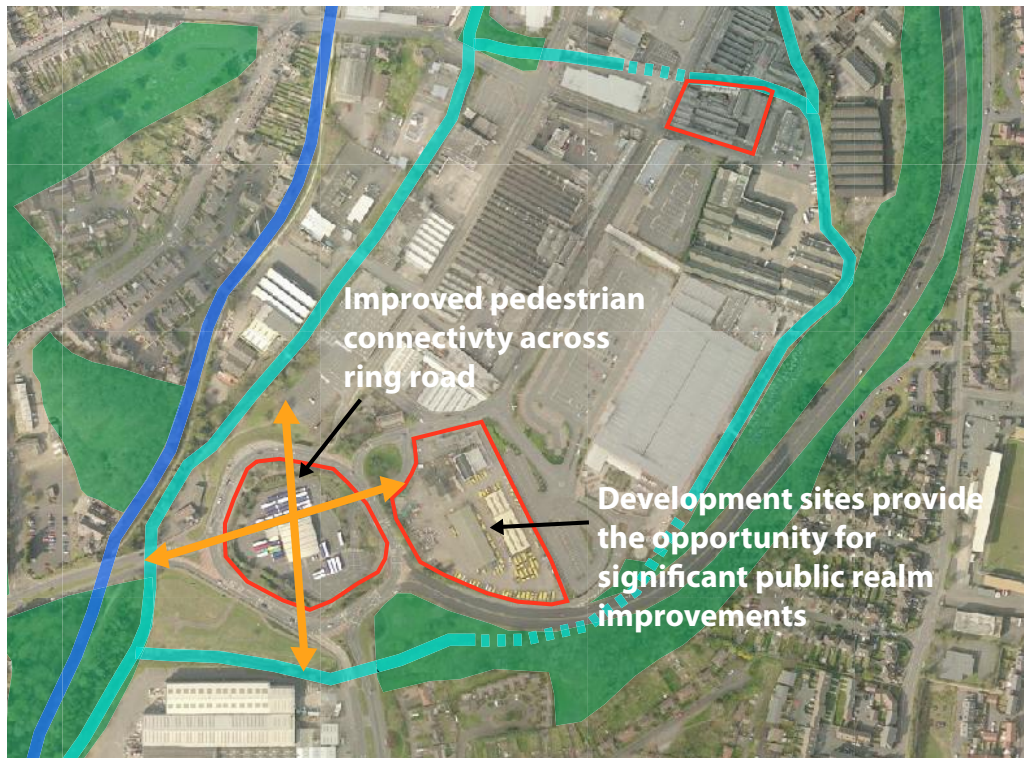 Improved pedestrian
connectivty across
ring road
Development sites provide
the opportunity for
significant public realm
improvements